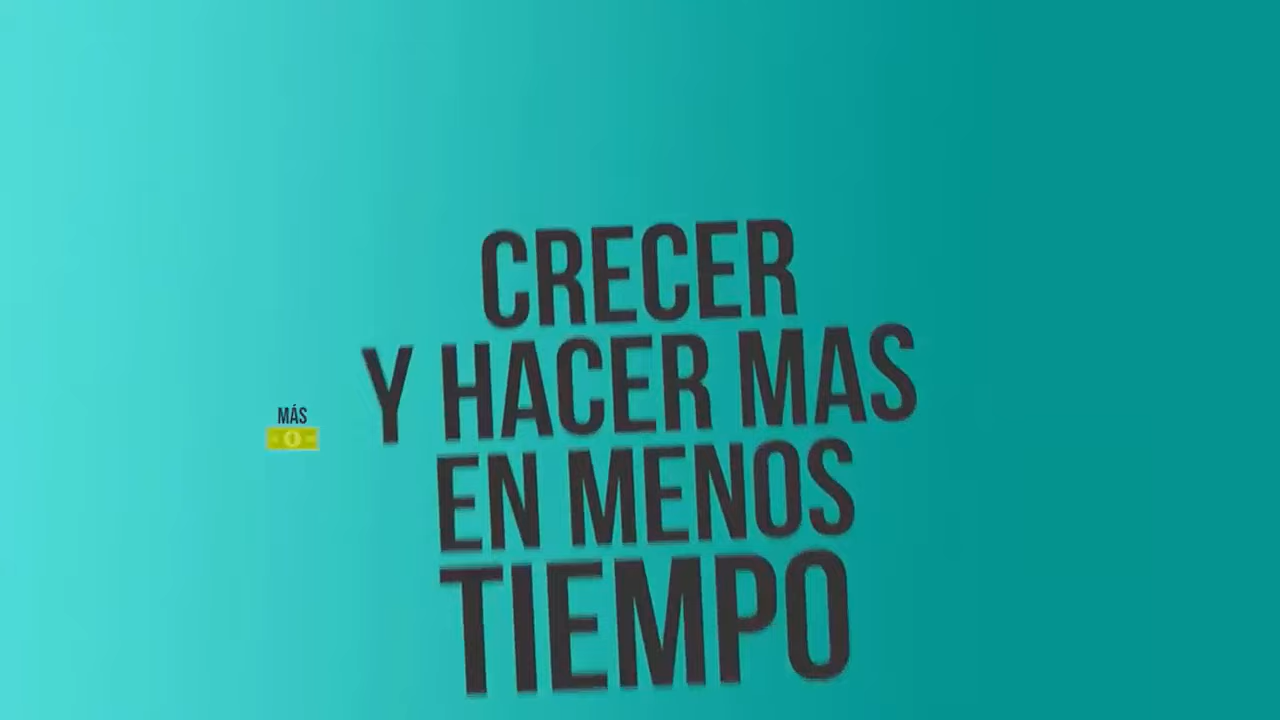 CRECER
Y HACER MAS
EN MENOS
TIEMPO
MÁS